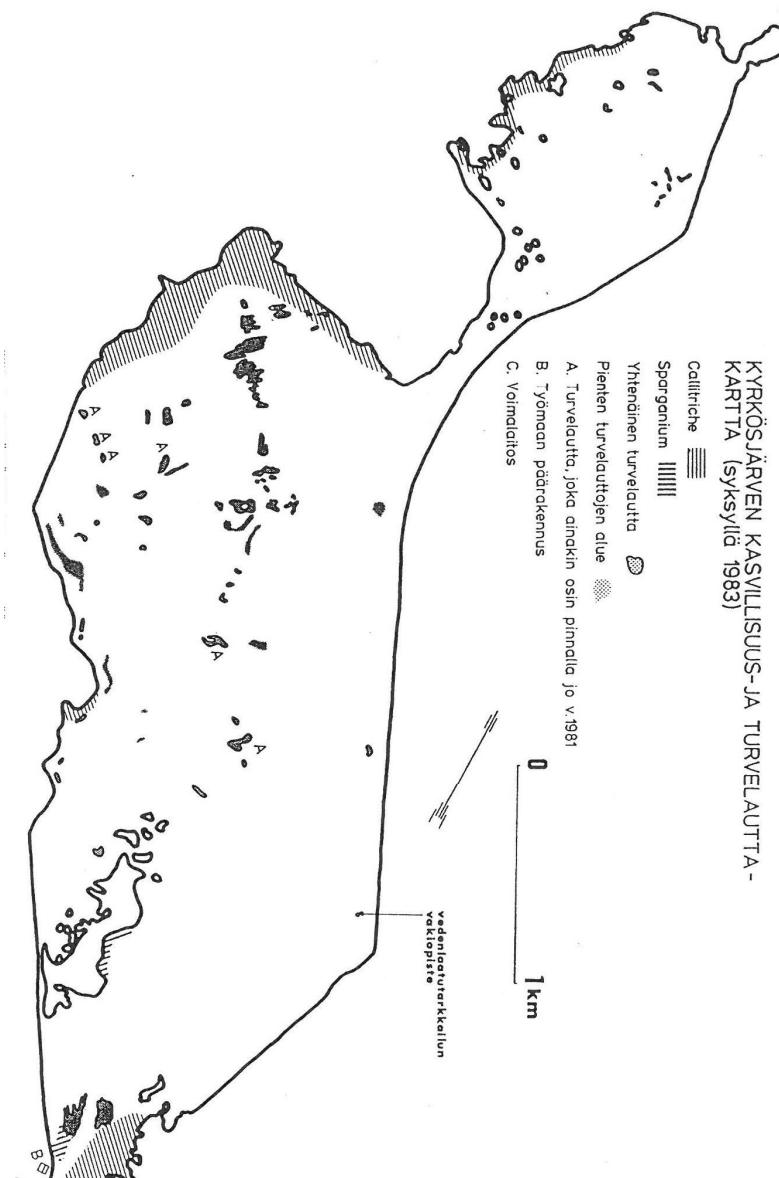 KYRKÖSJÄRVEN KASVILLISUUS-JA TURVELAUTTA-
KARTTA (syksyllä 1983)
Callitriche
Sparganium
Yhtenäinen turvelautta
Pienten turvelauttojen alue
A. Turvelautta, joka ainakin osin pinnalla jo v.1981
B. Työmaan päärakennus
C. Voimalaitos
0
1 km
vedenlaatutarkkailun
vakiopiste
A
A
A
A
A
A
B